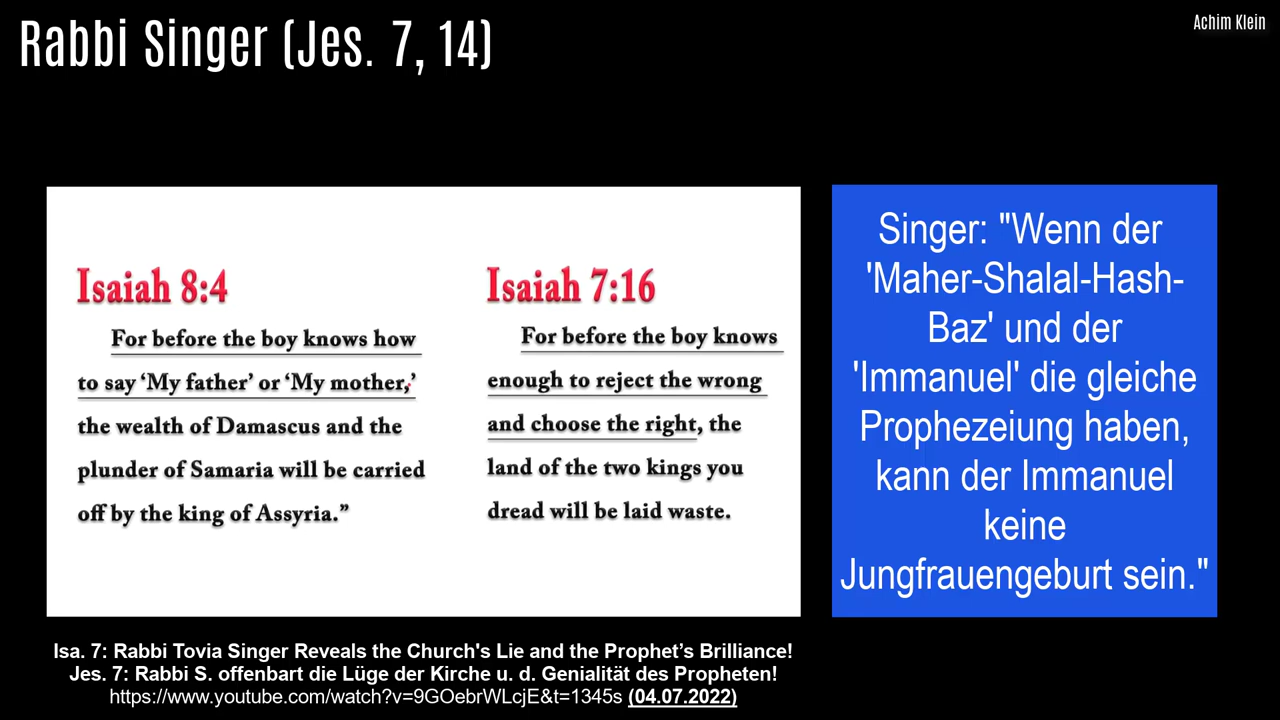 Rabbi Singer (Jes. 7, 14)
Achim Klein
Isaiah 8:4
For before the boy knows how
to say ‘My father’ or ‘My mother,’
the wealth of Damascus and the
plunder of Samaria will be carried
off by the king of Assyria.”
Isaiah 7:16
For before the boy knows
enough to reject the wrong
and choose the right, the
land of the two kings you
dread will be laid waste.
Singer: "Wenn der
'Maher-Shalal-Hash-
Baz' und der
'Immanuel' die gleiche
Prophezeiung haben,
kann der Immanuel
keine
Jungfrauengeburt sein."
Isa. 7: Rabbi Tovia Singer Reveals the Church's Lie and the Prophet’s Brilliance!
Jes. 7: Rabbi S. offenbart die Lüge der Kirche u. d. Genialität des Propheten!
https://www.youtube.com/watch?v=9GOebrWLcjE&t=1345s (04.07.2022)